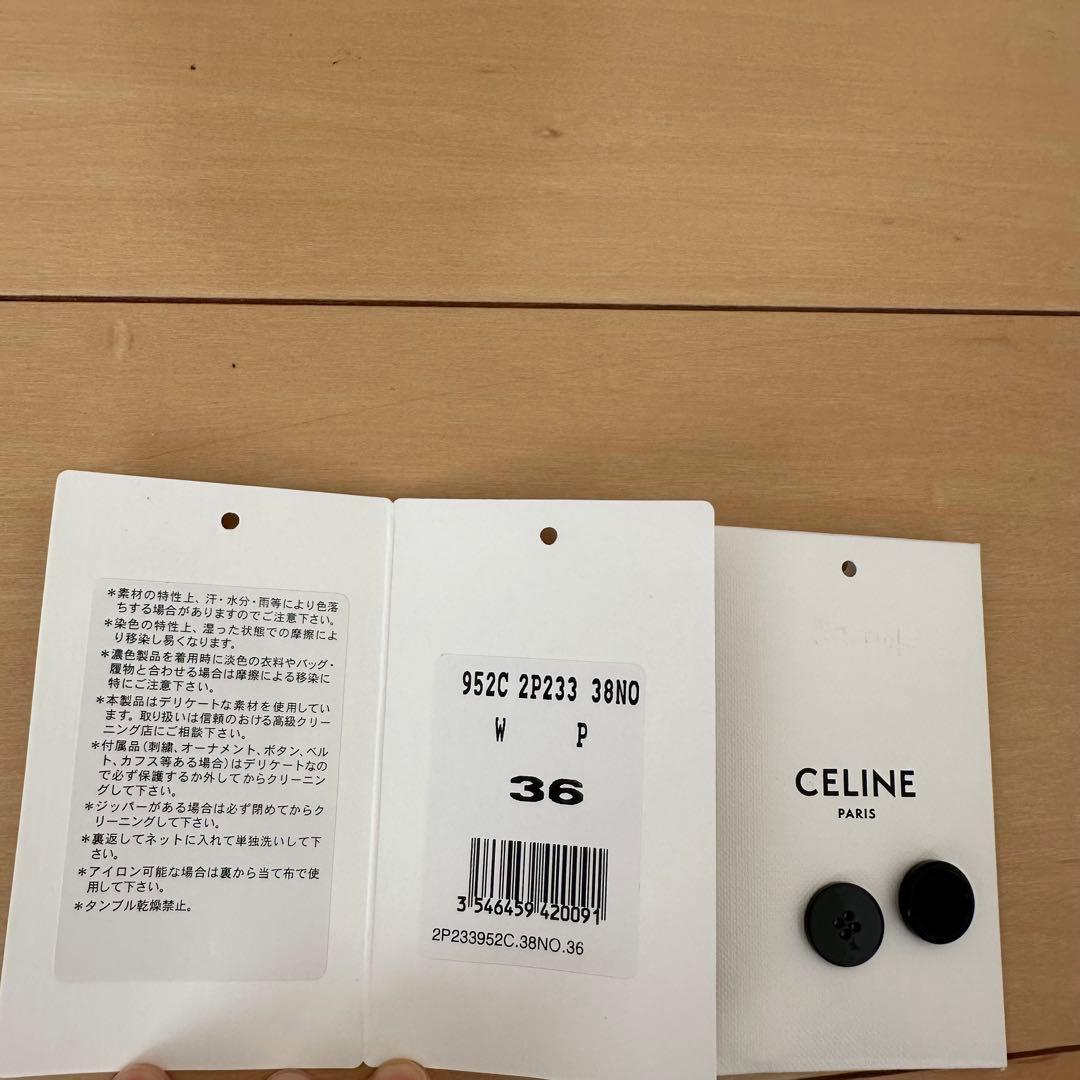 ＊素材の特性上、汗・水分・雨等により色落
ちする場合がありますのでご注意下さい。
＊染色の特性上、湿った状態での摩擦によ
り移染し易くなります。
＊濃色製品を着用時に淡色の衣料やバッグ・
履物と合わせる場合は摩擦による移染に
特にご注意下さい。
＊本製品はデリケートな素材を使用してい
ます。取り扱いは信頼のおける高級クリー
ニング店にご相談下さい。
＊付属品(刺繍、オーナメント、ボタン、ベル
ト、カフス等ある場合)はデリケートなの
で必ず保護するか外してからクリーニン
グして下さい。
＊ジッパーがある場合は必ず閉めてからク
リーニングして下さい。
＊裏返してネットに入れて単独洗いして下
さい。
＊アイロン可能な場合は裏から当て布で使
用して下さい。
＊タンブル乾燥禁止。
952C 2P233 38NO
W P
36
3 546459 420091
2P233952C.38NO.36
CELINE
PARIS